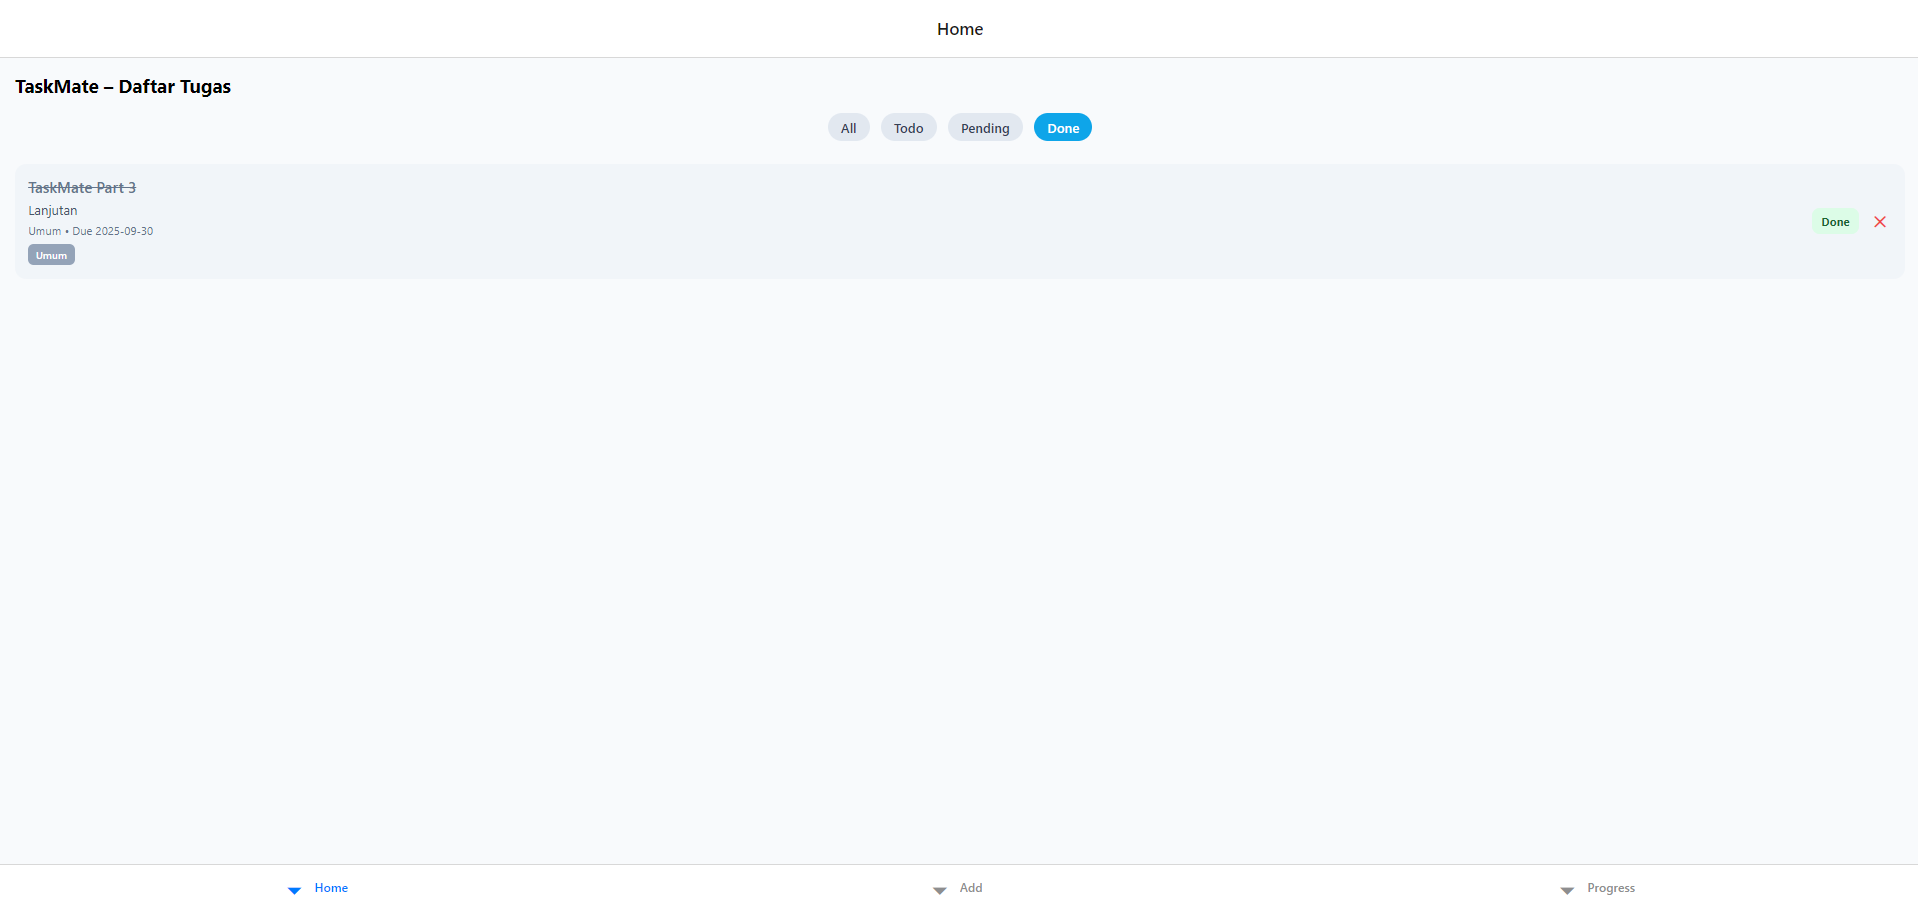 Home
TaskMate – Daftar Tugas
All Todo Pending Done
TaskMate Part 3
Lanjutan
Umum • Due 2025-09-30
Umum
Done
Home Add Progress